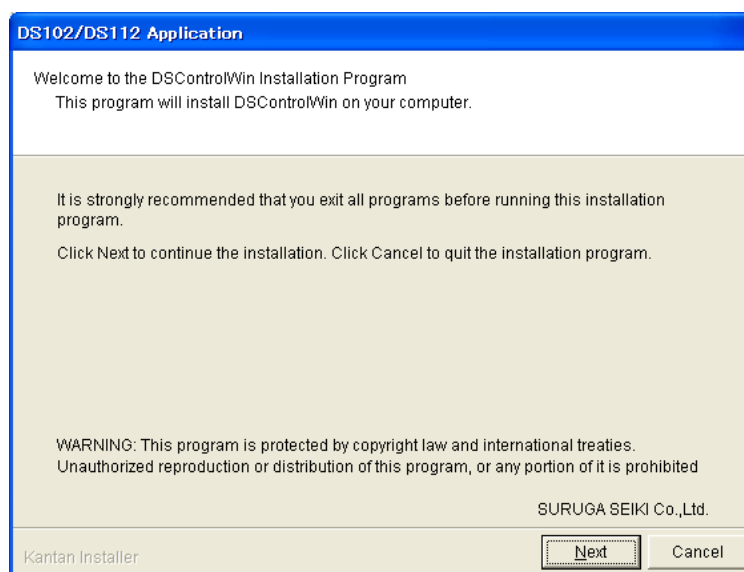 DS102/DS112 Application
Welcome to the DSControlWin Installation Program
This program will install DSControlWin on your computer.
It is strongly recommended that you exit all programs before running this installation
program.
Click Next to continue the installation. Click Cancel to quit the installation program.
WARNING: This program is protected by copyright law and international treaties.
Unauthorized reproduction or distribution of this program, or any portion of it is prohibited
SURUGA SEIKI Co.,Ltd.
Kantan Installer
Next
Cancel